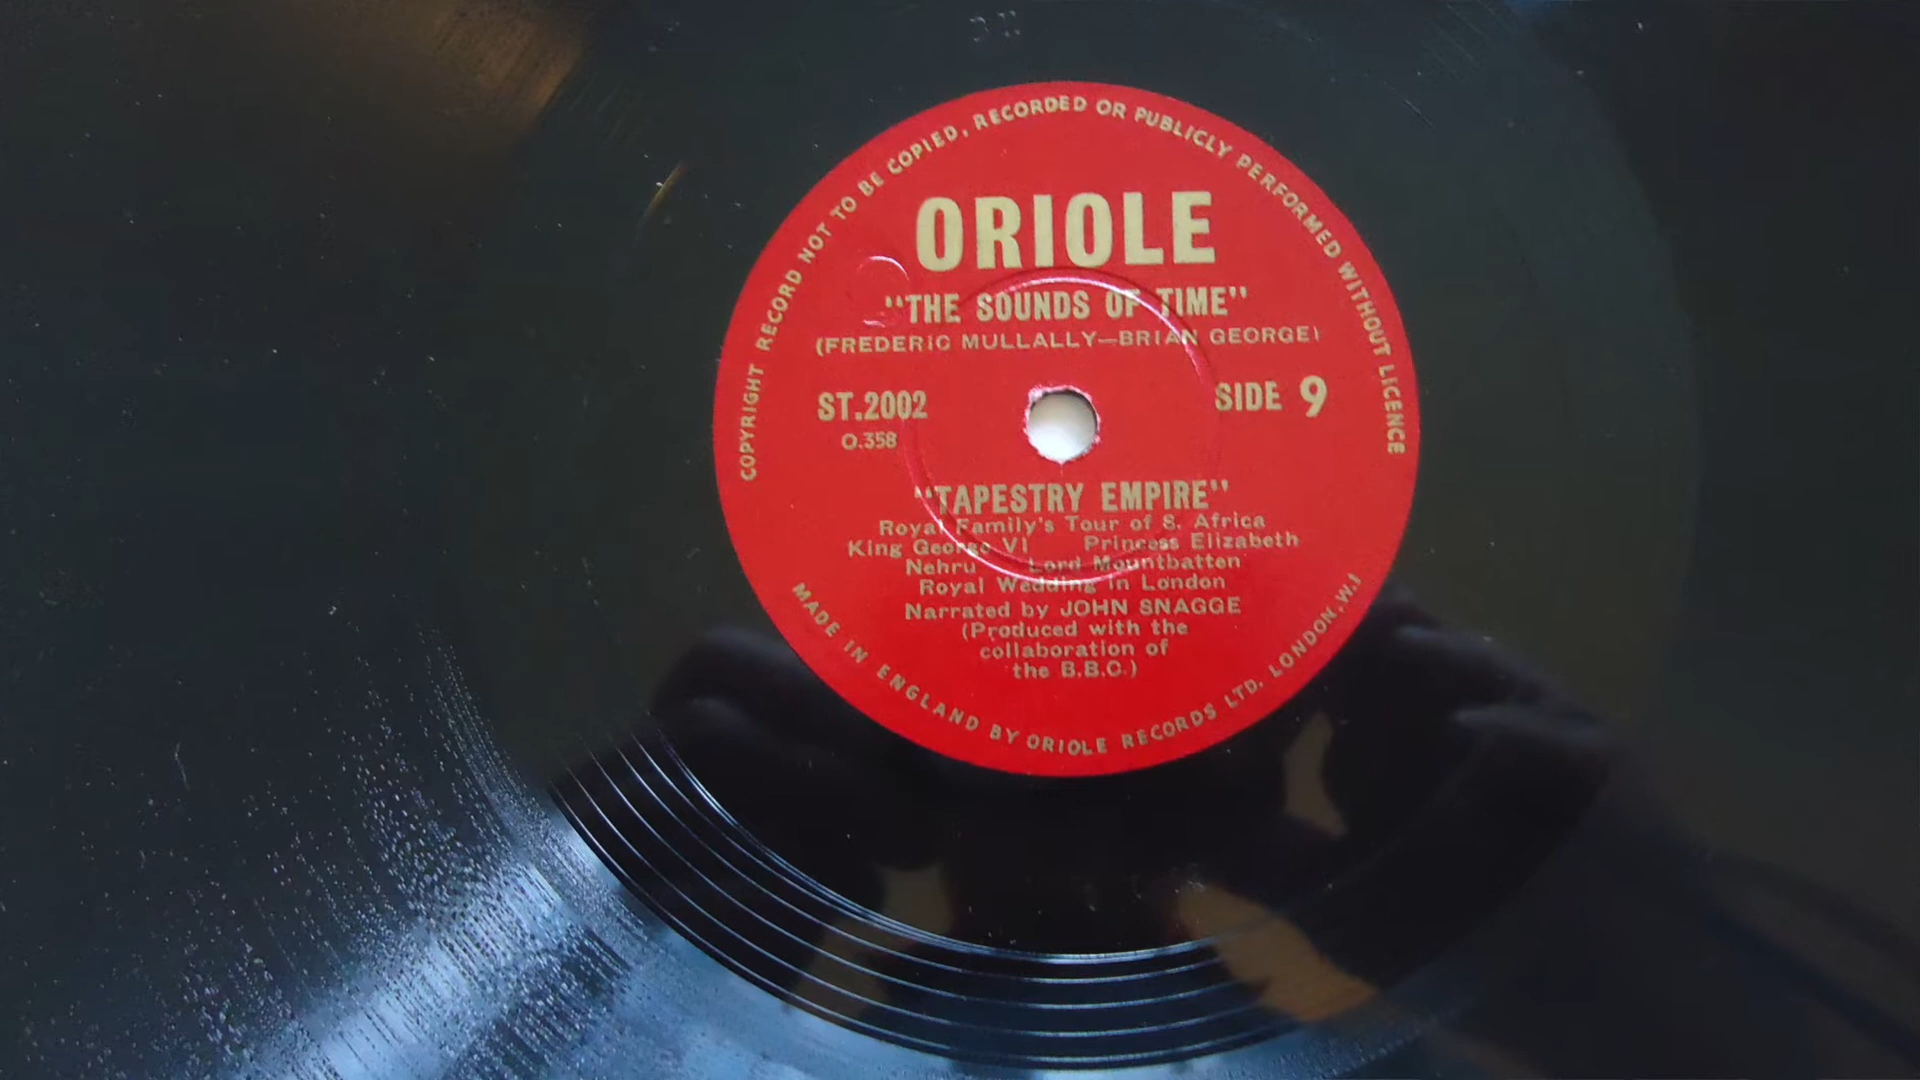 COPYRIGHT RECORD NOT TO BE COPIED, RECORDED OR PUBLICLY PERFORMED WITHOUT LICENCE
ORIOLE
"THE SOUNDS OF TIME"
(FREDERIC MULLALLY—BRIAN GEORGE)
ST.2002 SIDE 9
O.358
"TAPESTRY EMPIRE"
Royal Family's Tour of S. Africa
King George VI Princess Elizabeth
Nehru Lord Mountbatten
Royal Wedding in London
Narrated by JOHN SNAGGE
(Produced with the
collaboration of
the B.B.C.)
MADE IN ENGLAND BY ORIOLE RECORDS LTD. LONDON, W.1